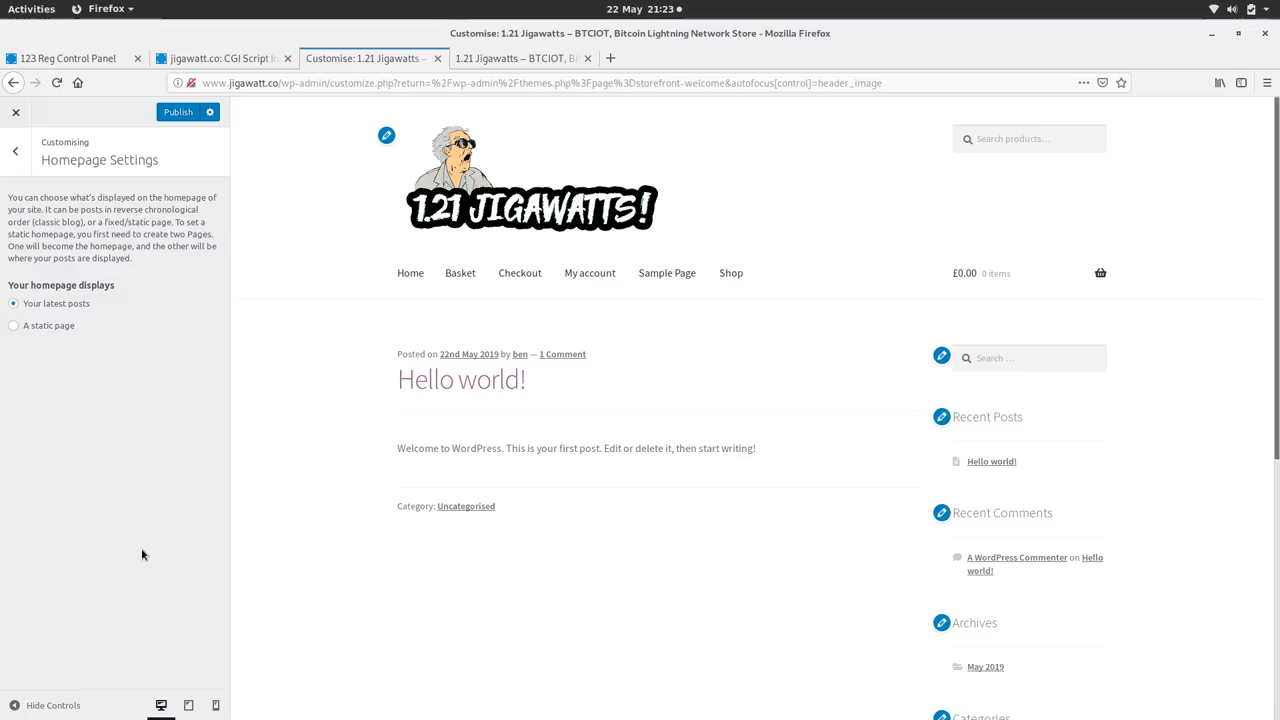 Activities
Firefox
22 May 21:23
Customise: 1.21 Jigawatts – BTCIOT, Bitcoin Lightning Network Store - Mozilla Firefox
123 Reg Control Panel
jigawatt.co: CGI Script In
Customise: 1.21 Jigawatts –
1.21 Jigawatts – BTCIOT, B
www.jigawatt.co/wp-admin/customize.php?return=%2Fwp-admin%2Fthemes.php%3Fpage%3Dstorefront-welcome&autofocus[control]=header_image
Publish
Customising
Homepage Settings
You can choose what's displayed on the homepage of
your site. It can be posts in reverse chronological
order (classic blog), or a fixed/static page. To set a
static homepage, you first need to create two Pages.
One will become the homepage, and the other will be
where your posts are displayed.
Your homepage displays
Your latest posts
A static page
Hide Controls
1.21 JIGAWATTS!
Search products…
Home
Basket
Checkout
My account
Sample Page
Shop
£0.00 0 items
Posted on 22nd May 2019 by ben — 1 Comment
Hello world!
Welcome to WordPress. This is your first post. Edit or delete it, then start writing!
Category: Uncategorised
Search …
Recent Posts
Hello world!
Recent Comments
A WordPress Commenter on Hello
world!
Archives
May 2019
Categories